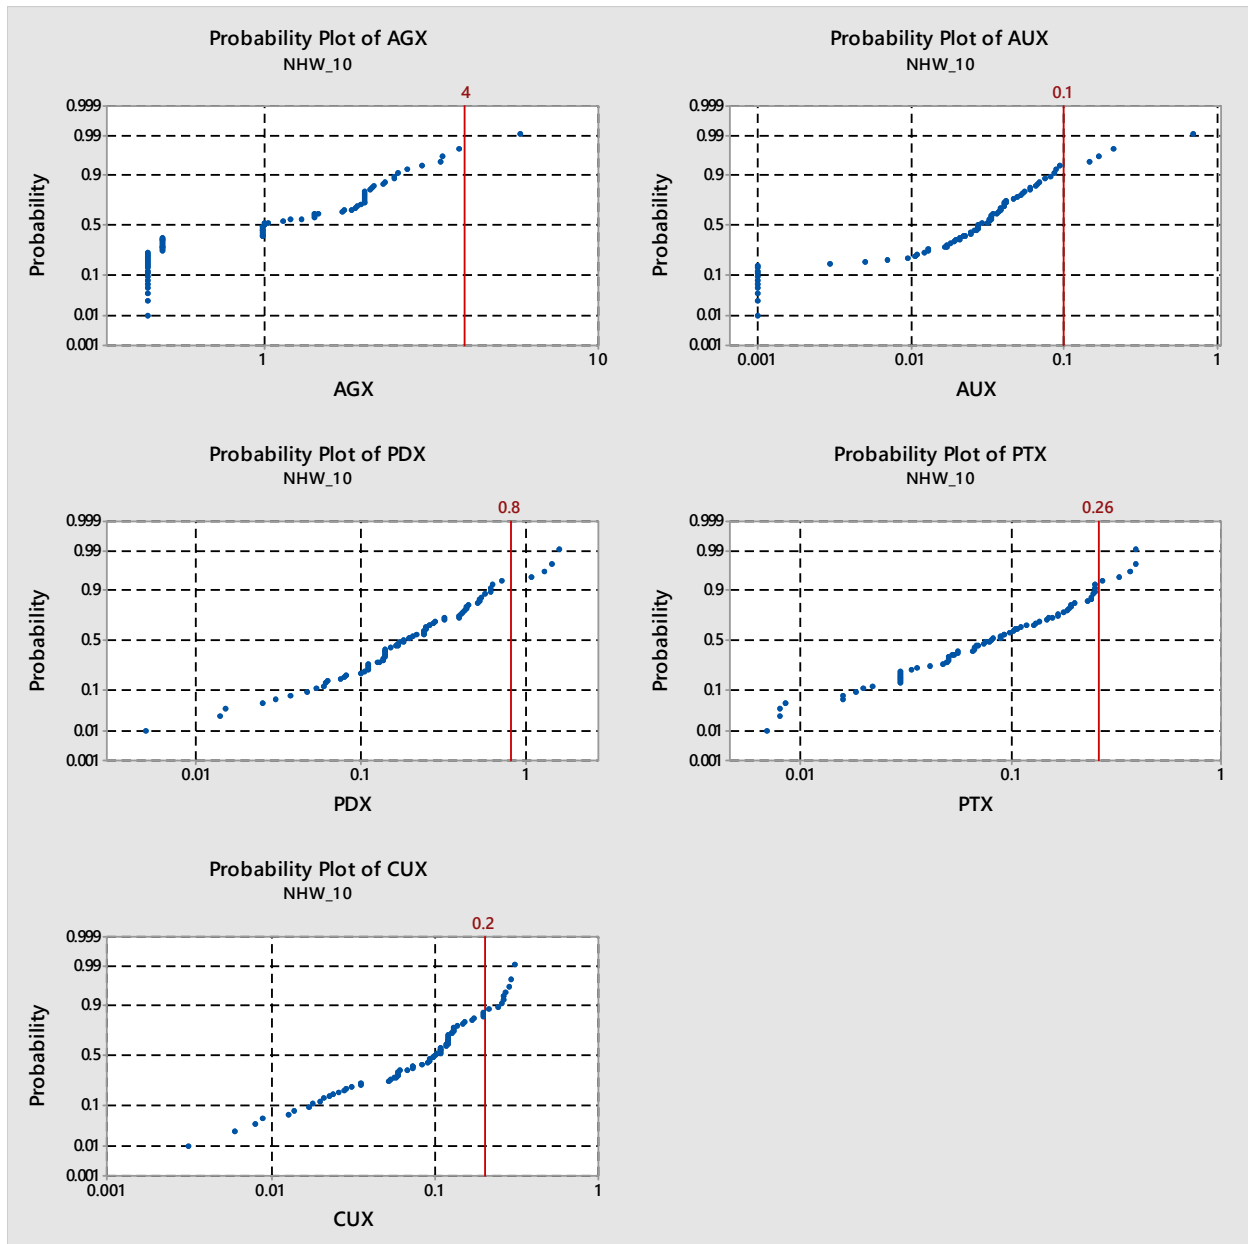 Probability Plot of AGX
NHW_10
4
0.999
0.99
0.9
0.5
0.1
0.01
0.001
Probability
1
10
AGX
Probability Plot of AUX
NHW_10
0.1
0.999
0.99
0.9
0.5
0.1
0.01
0.001
Probability
0.001
0.01
0.1
1
AUX
Probability Plot of PDX
NHW_10
0.8
0.999
0.99
0.9
0.5
0.1
0.01
0.001
Probability
0.01
0.1
1
PDX
Probability Plot of PTX
NHW_10
0.26
0.999
0.99
0.9
0.5
0.1
0.01
0.001
Probability
0.01
0.1
1
PTX
Probability Plot of CUX
NHW_10
0.2
0.999
0.99
0.9
0.5
0.1
0.01
0.001
Probability
0.001
0.01
0.1
1
CUX